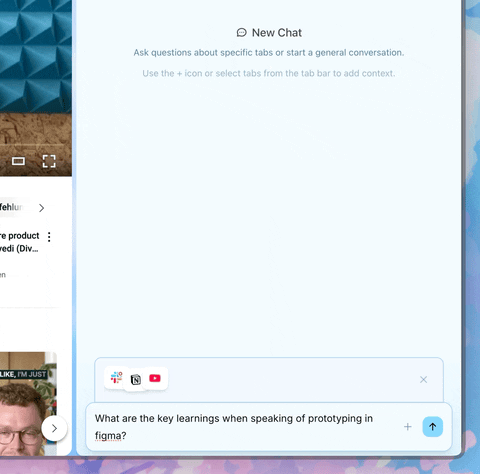 New Chat
Ask questions about specific tabs or start a general conversation.
Use the + icon or select tabs from the tab bar to add context.
re product
vedi (Div...
en
LIKE, I'M JUST
What are the key learnings when speaking of prototyping in
figma?